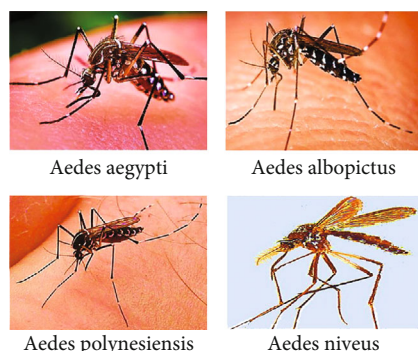 Aedes aegypti
Aedes albopictus
Aedes polynesiensis
Aedes niveus